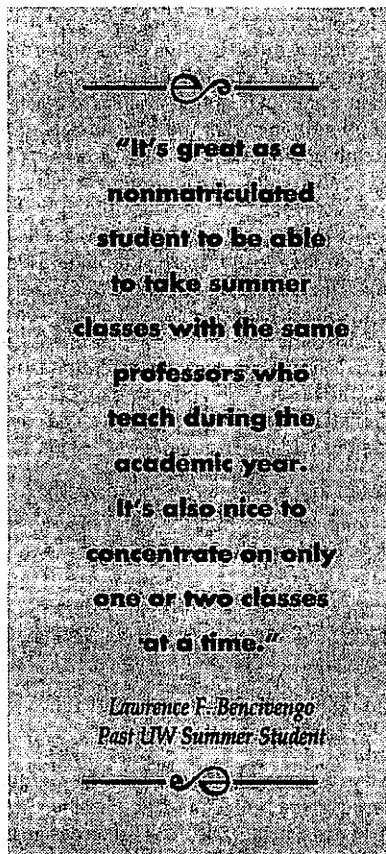 "It's great as a
nonmatriculated
student to be able
to take summer
classes with the same
professors who
teach during the
academic year.
It's also nice to
concentrate on only
one or two classes
at a time."
Lawrence F. Bencivengo
Past UW Summer Student